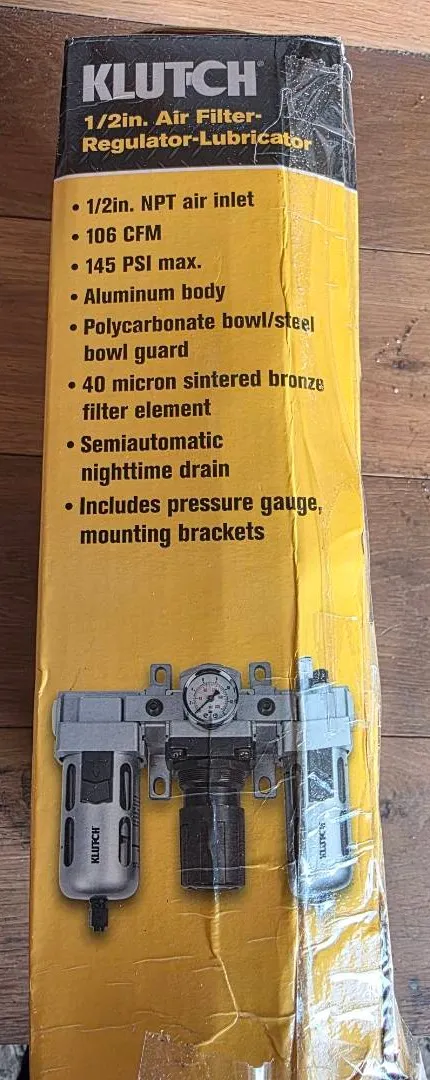 KLUTCH
1/2in. Air Filter-
Regulator-Lubricator
• 1/2in. NPT air inlet
• 106 CFM
• 145 PSI max.
• Aluminum body
• Polycarbonate bowl/steel
bowl guard
• 40 micron sintered bronze
filter element
• Semiautomatic
nighttime drain
• Includes pressure gauge,
mounting brackets
KLUTCH
KLUTCH